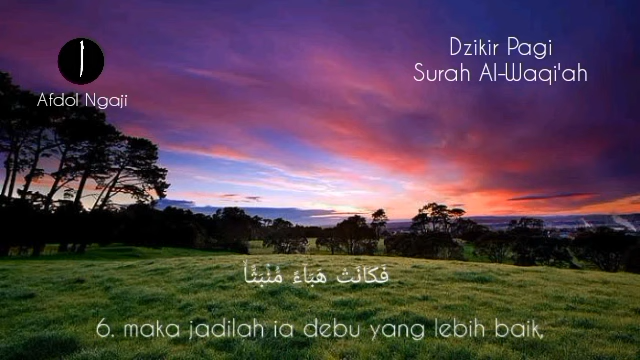 Dzikir Pagi
Surah Al-Waqi'ah
Afdol Ngaji
فَكَانَتْ هَبَاءً مُنْبَثًّا
6. maka jadilah ia debu yang lebih baik,